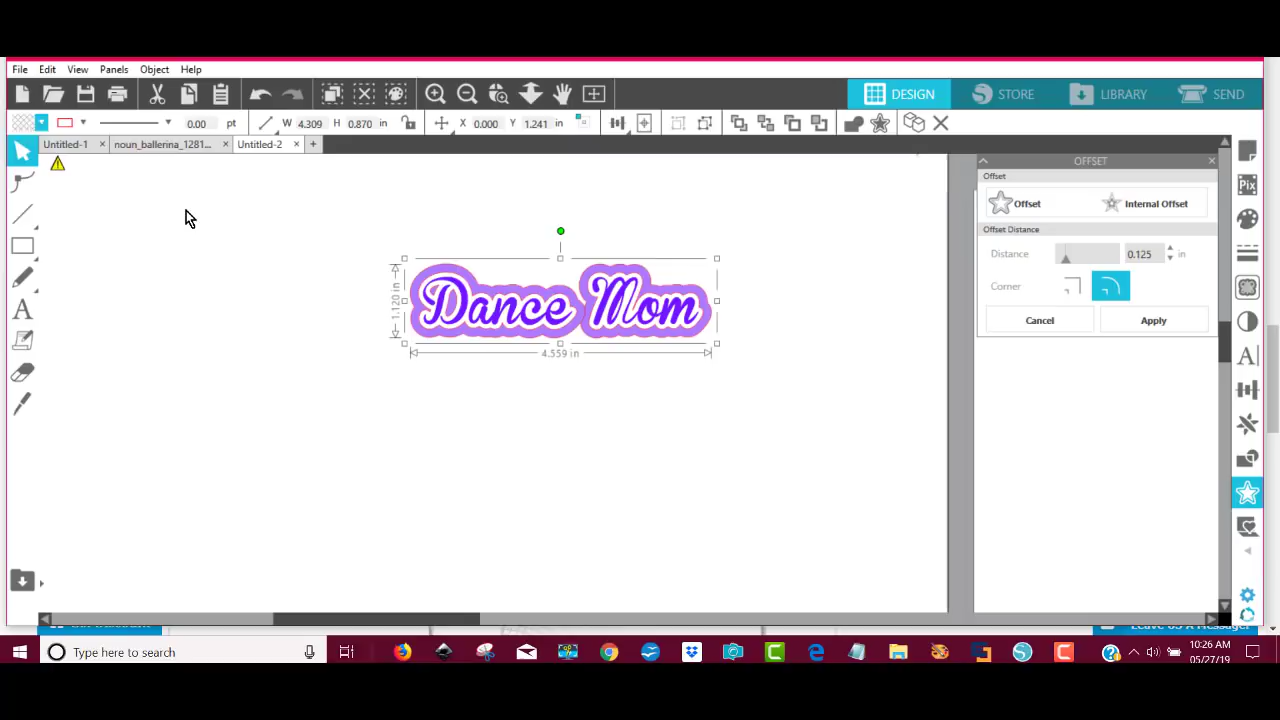 File Edit View Panels Object Help
DESIGN STORE LIBRARY SEND
0.00 pt W 4.309 H 0.870 in X 0.000 Y 1.241 in
Untitled-1 noun_ballerina_1281... Untitled-2 +
OFFSET
Offset
Offset Internal Offset
Offset Distance
Distance 0.125 in
Corner
Cancel Apply
Dance Mom
1.120 in
4.559 in
Pix
Type here to search
10:26 AM
05/27/19